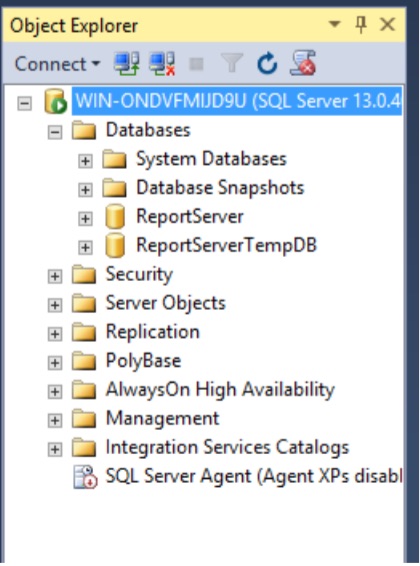 Object Explorer
Connect
WIN-ONDVFMIJD9U (SQL Server 13.0.4
Databases
System Databases
Database Snapshots
ReportServer
ReportServerTempDB
Security
Server Objects
Replication
PolyBase
AlwaysOn High Availability
Management
Integration Services Catalogs
SQL Server Agent (Agent XPs disabl